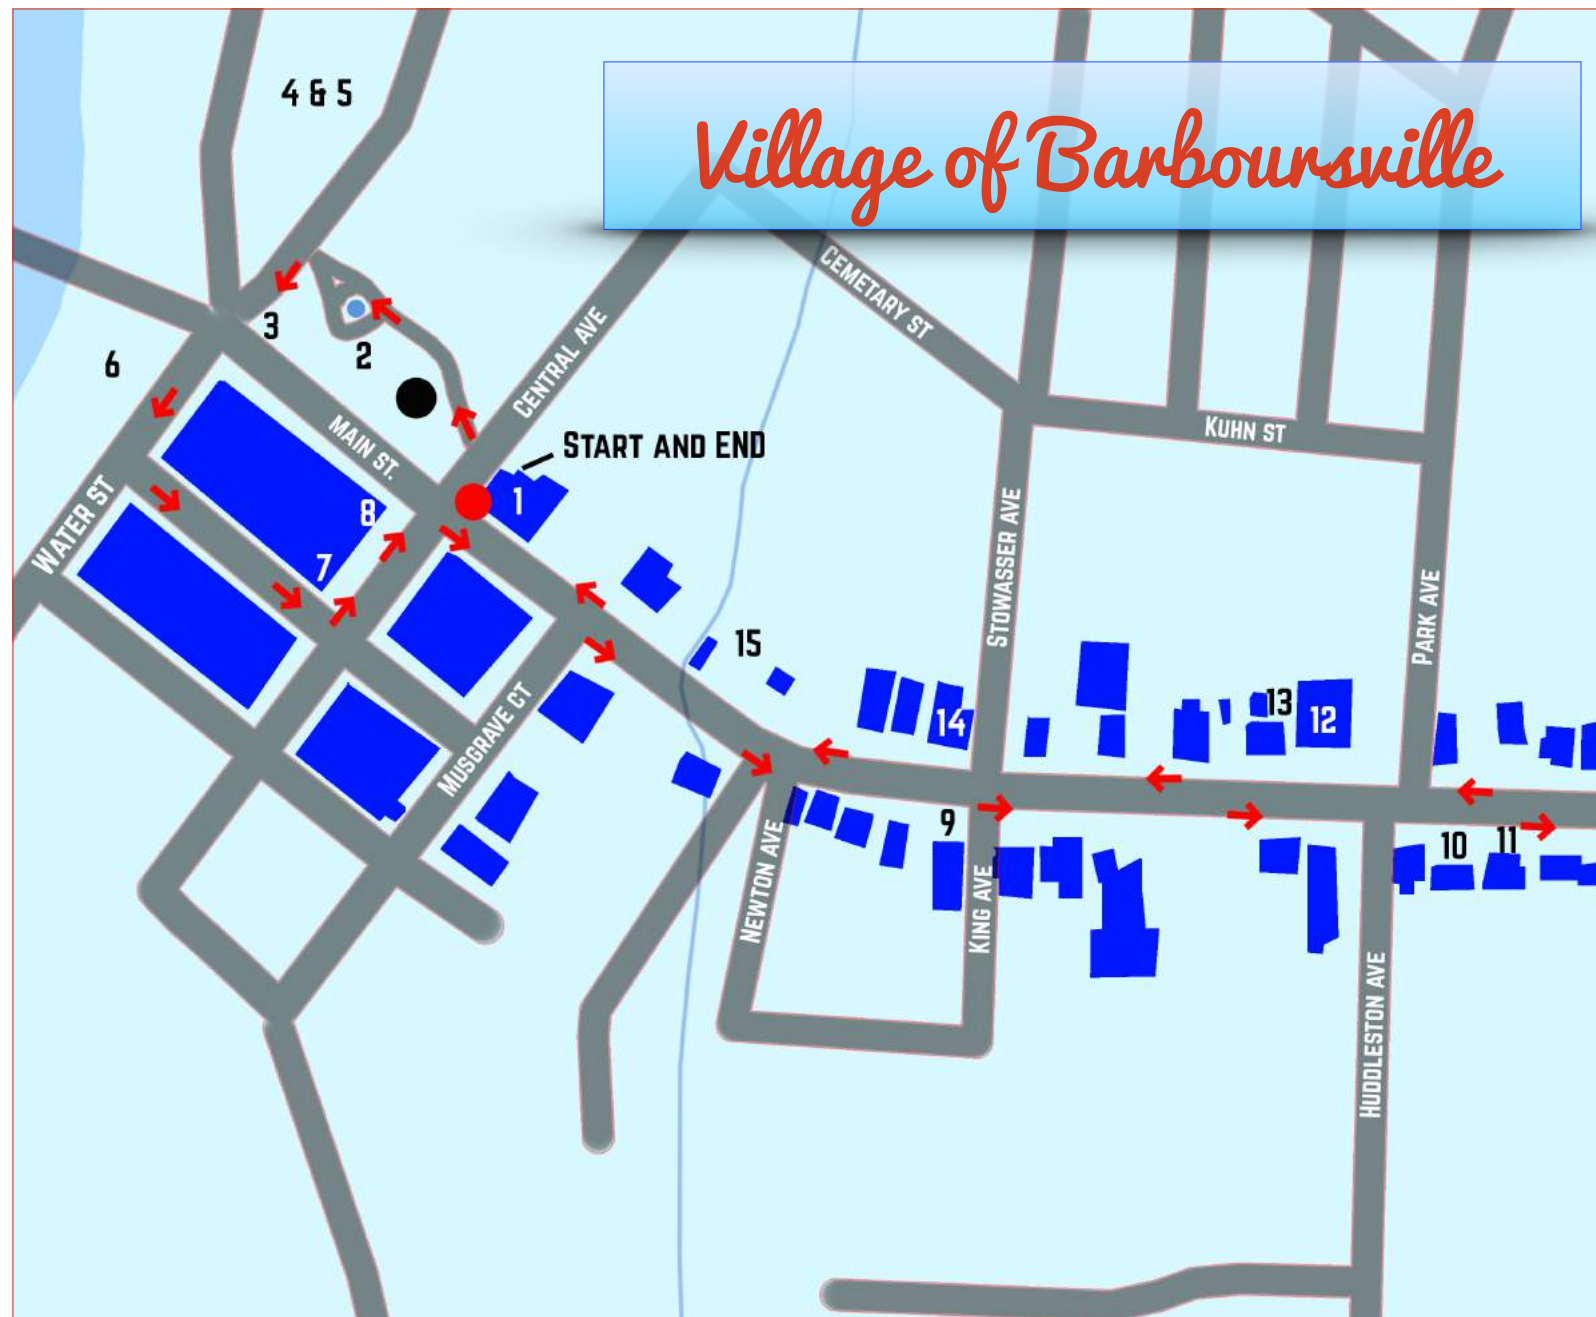 4 & 5
Village of Barboursville
CEMETARY ST
3
2
6
CENTRAL AVE
MAIN ST.
START AND END
KUHN ST
1
8
7
WATER ST
STOWASSER AVE
PARK AVE
15
MUSGRAVE CT
14
13
12
9
10
11
NEWTON AVE
KING AVE
HUDDLESTON AVE